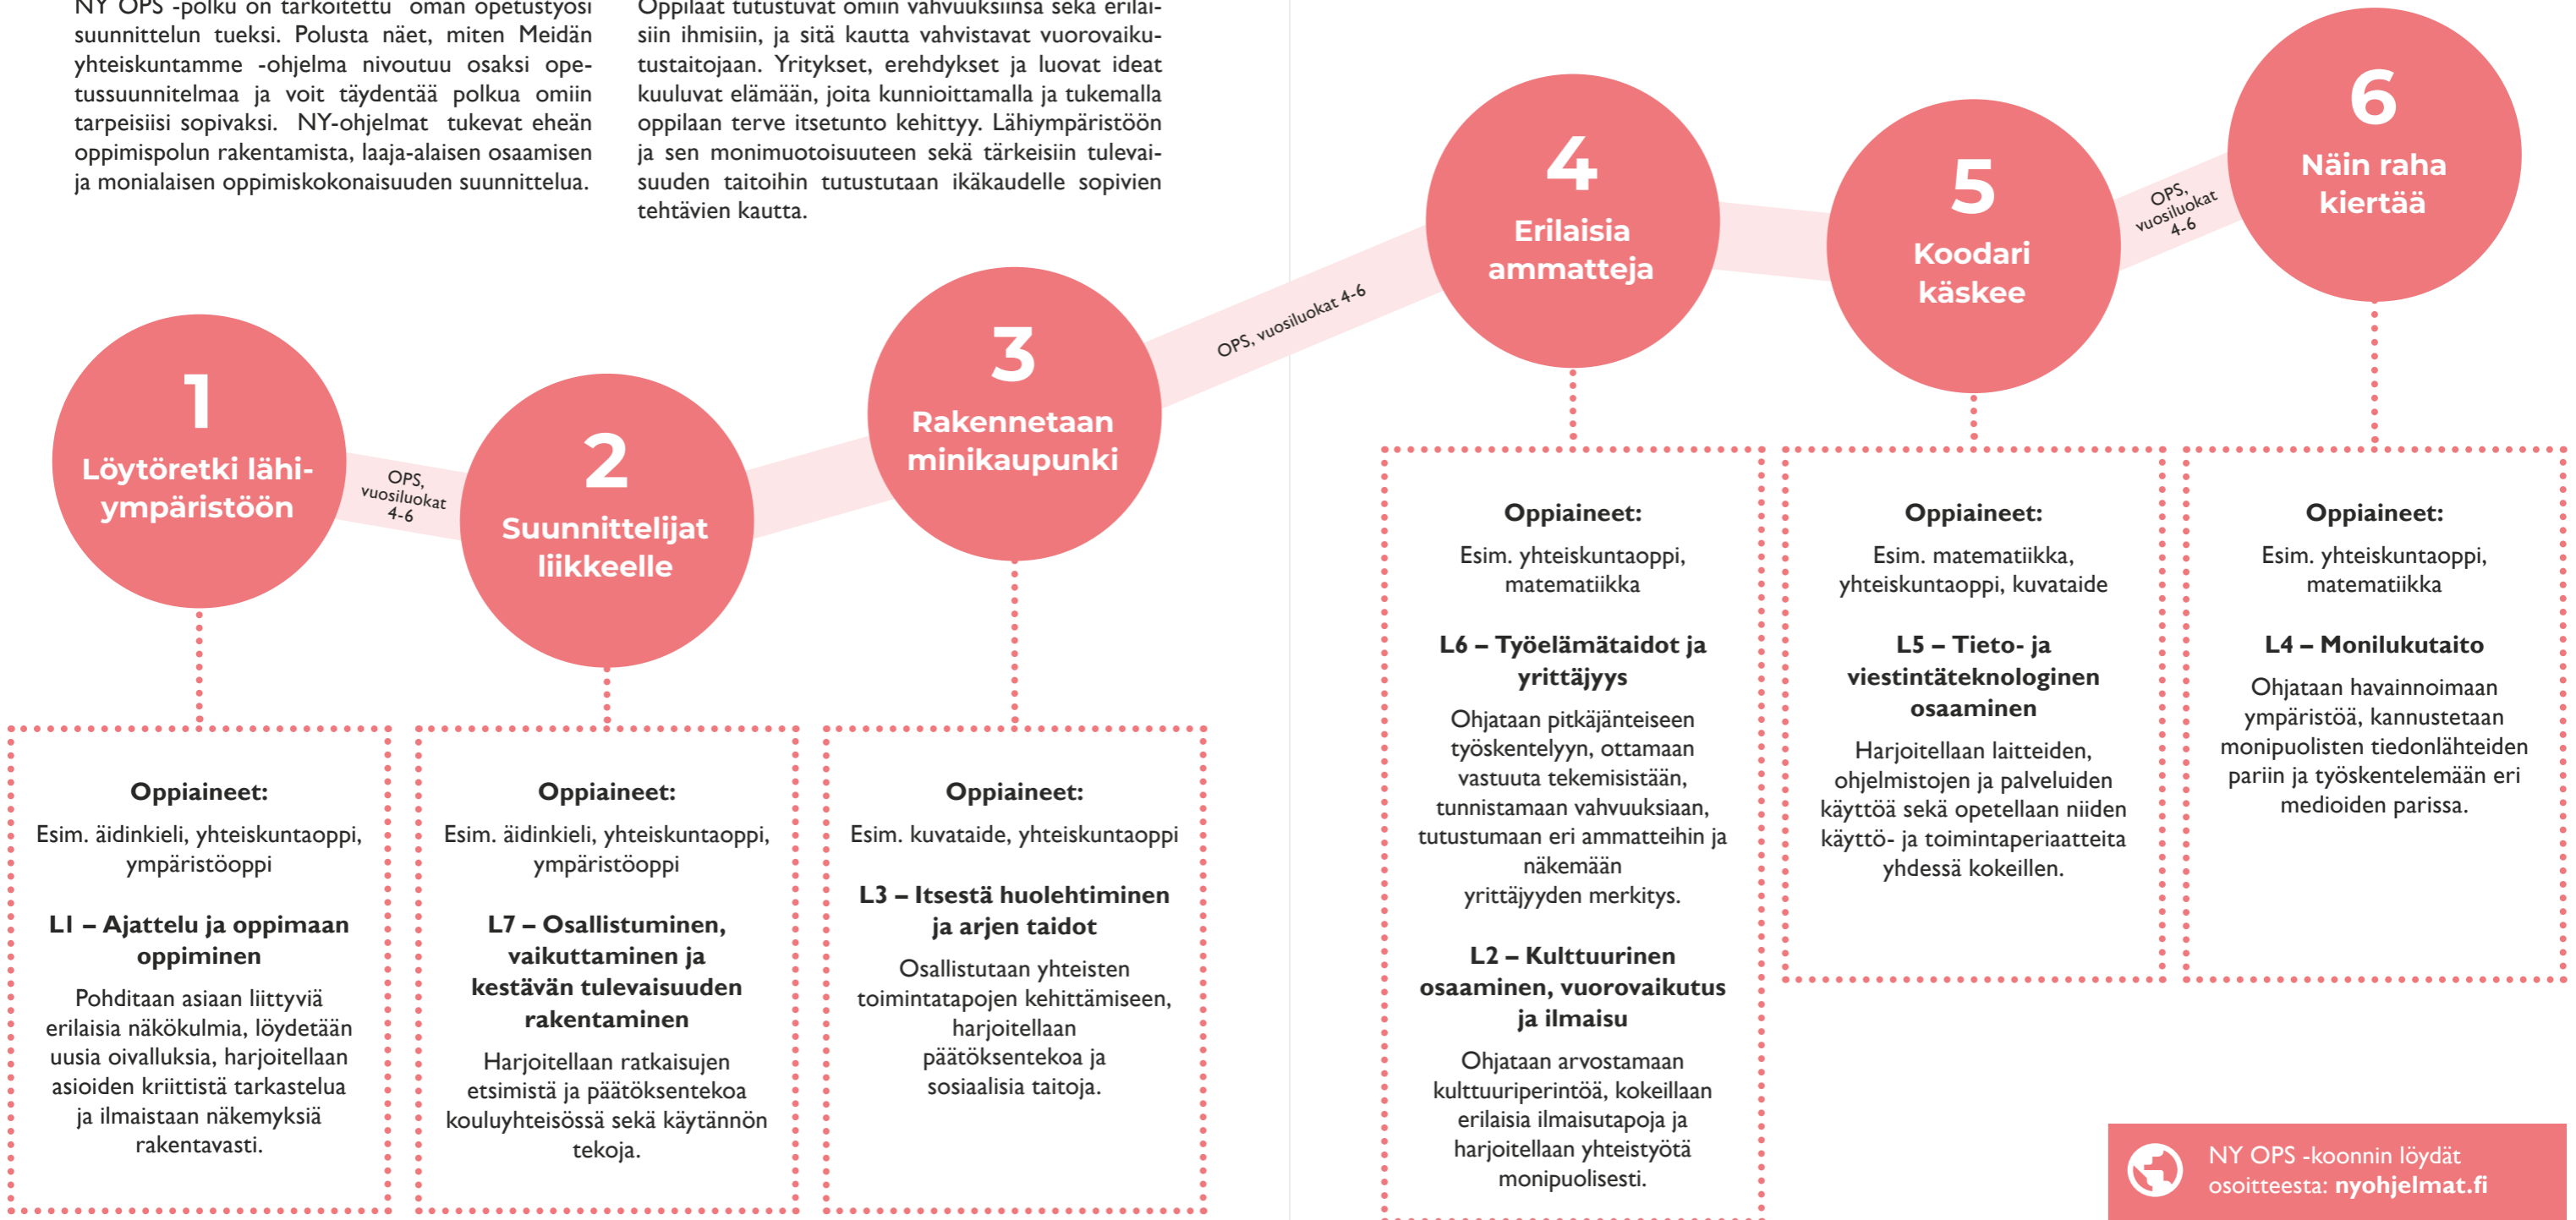 NY OPS -polku on tarkoitettu oman opetustyösi
suunnittelun tueksi. Polusta näet, miten Meidän
yhteiskuntamme -ohjelma nivoutuu osaksi ope-
tussuunnitelmaa ja voit täydentää polkua omiin
tarpeisiisi sopivaksi. NY-ohjelmat tukevat eheän
oppimispolun rakentamista, laaja-alaisen osaamisen
ja monialaisen oppimiskokonaisuuden suunnittelua.
Oppilaat tutustuvat omiin vahvuuksiinsa sekä erilai-
siin ihmisiin, ja sitä kautta vahvistavat vuorovaiku-
tustaitojaan. Yritykset, erehdykset ja luovat ideat
kuuluvat elämään, joita kunnioittamalla ja tukemalla
oppilaan terve itsetunto kehittyy. Lähiympäristöön
ja sen monimuotoisuuteen sekä tärkeisiin tulevai-
suuden taitoihin tutustutaan ikäkaudelle sopivien
tehtävien kautta.
1
Löytöretki lähi-
ympäristöön
OPS,
vuosiluokat
4-6
2
Suunnittelijat
liikkeelle
3
Rakennetaan
minikaupunki
OPS, vuosiluokat 4-6
4
Erilaisia
ammatteja
5
Koodari
käskee
OPS,
vuosiluokat
4-6
6
Näin raha
kiertää
Oppiaineet:
Esim. äidinkieli, yhteiskuntaoppi,
ympäristöoppi
L1 – Ajattelu ja oppimaan
oppiminen
Pohditaan asiaan liittyviä
erilaisia näkökulmia, löydetään
uusia oivalluksia, harjoitellaan
asioiden kriittistä tarkastelua
ja ilmaistaan näkemyksiä
rakentavasti.
Oppiaineet:
Esim. äidinkieli, yhteiskuntaoppi,
ympäristöoppi
L7 – Osallistuminen,
vaikuttaminen ja
kestävän tulevaisuuden
rakentaminen
Harjoitellaan ratkaisujen
etsimistä ja päätöksentekoa
kouluyhteisössä sekä käytännön
tekoja.
Oppiaineet:
Esim. kuvataide, yhteiskuntaoppi
L3 – Itsestä huolehtiminen
ja arjen taidot
Osallistutaan yhteisten
toimintatapojen kehittämiseen,
harjoitellaan
päätöksentekoa ja
sosiaalisia taitoja.
Oppiaineet:
Esim. yhteiskuntaoppi,
matematiikka
L6 – Työelämätaidot ja
yrittäjyys
Ohjataan pitkäjänteiseen
työskentelyyn, ottamaan
vastuuta tekemisistään,
tunnistamaan vahvuuksiaan,
tutustumaan eri ammatteihin ja
näkemään
yrittäjyyden merkitys.
L2 – Kulttuurinen
osaaminen, vuorovaikutus
ja ilmaisu
Ohjataan arvostamaan
kulttuuriperintöä, kokeillaan
erilaisia ilmaisutapoja ja
harjoitellaan yhteistyötä
monipuolisesti.
Oppiaineet:
Esim. matematiikka,
yhteiskuntaoppi, kuvataide
L5 – Tieto- ja
viestintäteknologinen
osaaminen
Harjoitellaan laitteiden,
ohjelmistojen ja palveluiden
käyttöä sekä opetellaan niiden
käyttö- ja toimintaperiaatteita
yhdessä kokeillen.
Oppiaineet:
Esim. yhteiskuntaoppi,
matematiikka
L4 – Monilukutaito
Ohjataan havainnoimaan
ympäristöä, kannustetaan
monipuolisten tiedonlähteiden
pariin ja työskentelemään eri
medioiden parissa.
NY OPS -koonnin löydät
osoitteesta: nyohjelmat.fi